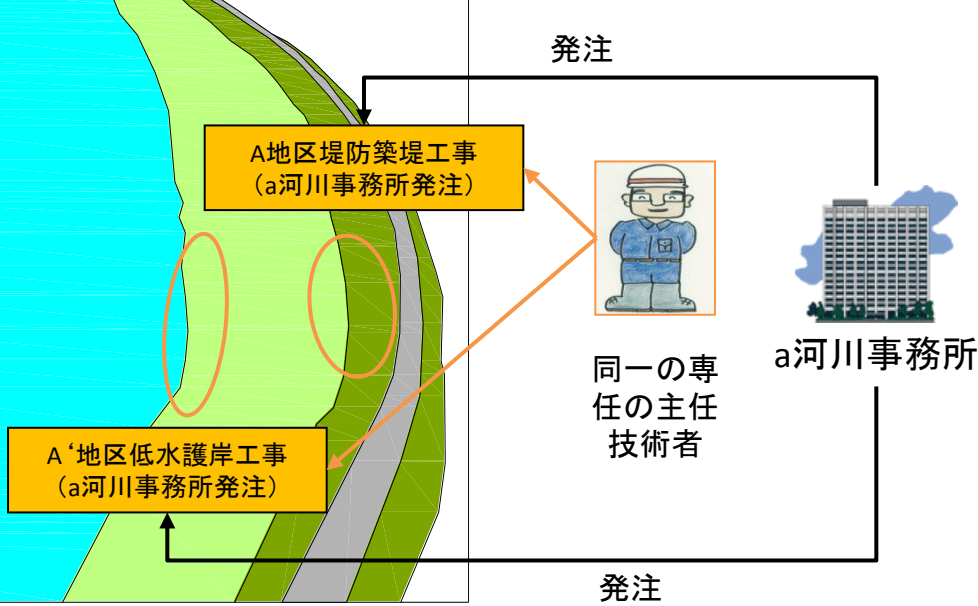 発注
A地区堤防築堤工事
（a河川事務所発注）
同一の専
任の主任
技術者
a河川事務所
A‘地区低水護岸工事
（a河川事務所発注）
発注